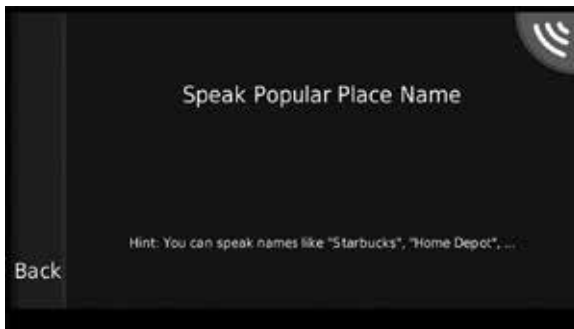 Speak Popular Place Name
Hint: You can speak names like "Starbucks", "Home Depot", ...
Back